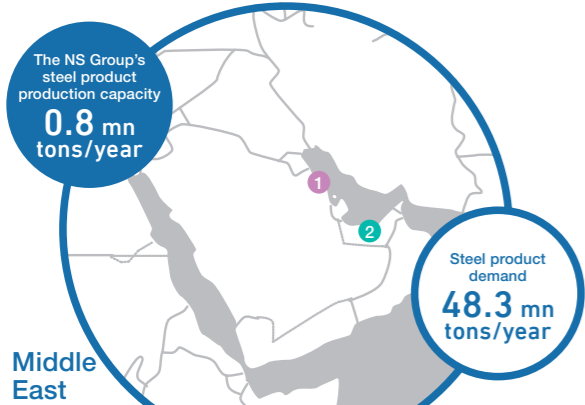 The NS Group's
steel product
production capacity
0.8 mn
tons/year
1
2
Steel product
demand
48.3 mn
tons/year
Middle
East